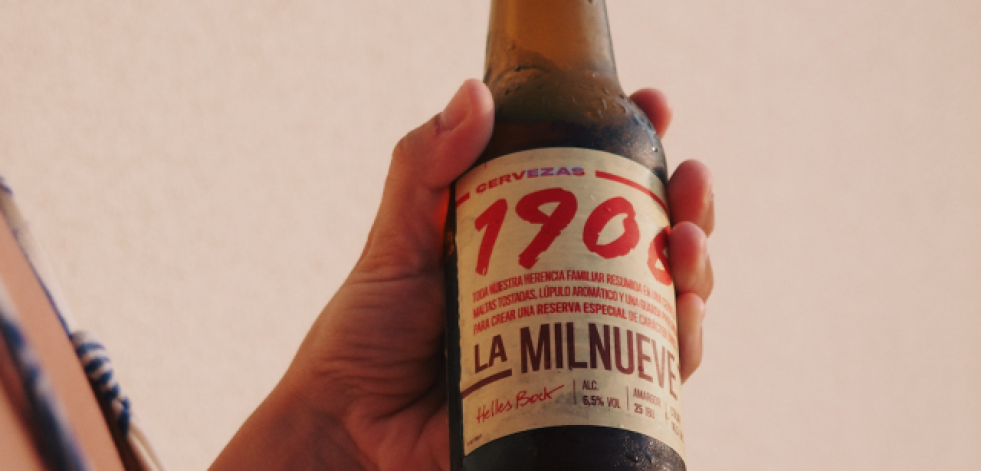 CERVEZAS
190
TODA NUESTRA HERENCIA FAMILIAR RESUMIDA EN UNA
MALTAS TOSTADAS, LÚPULO AROMÁTICO Y UNA
PARA CREAR UNA RESERVA ESPECIAL DE
LA MILNUEVE
Helles Bock
ALC.
6,5% VOL
AMARGOR
25 IBU